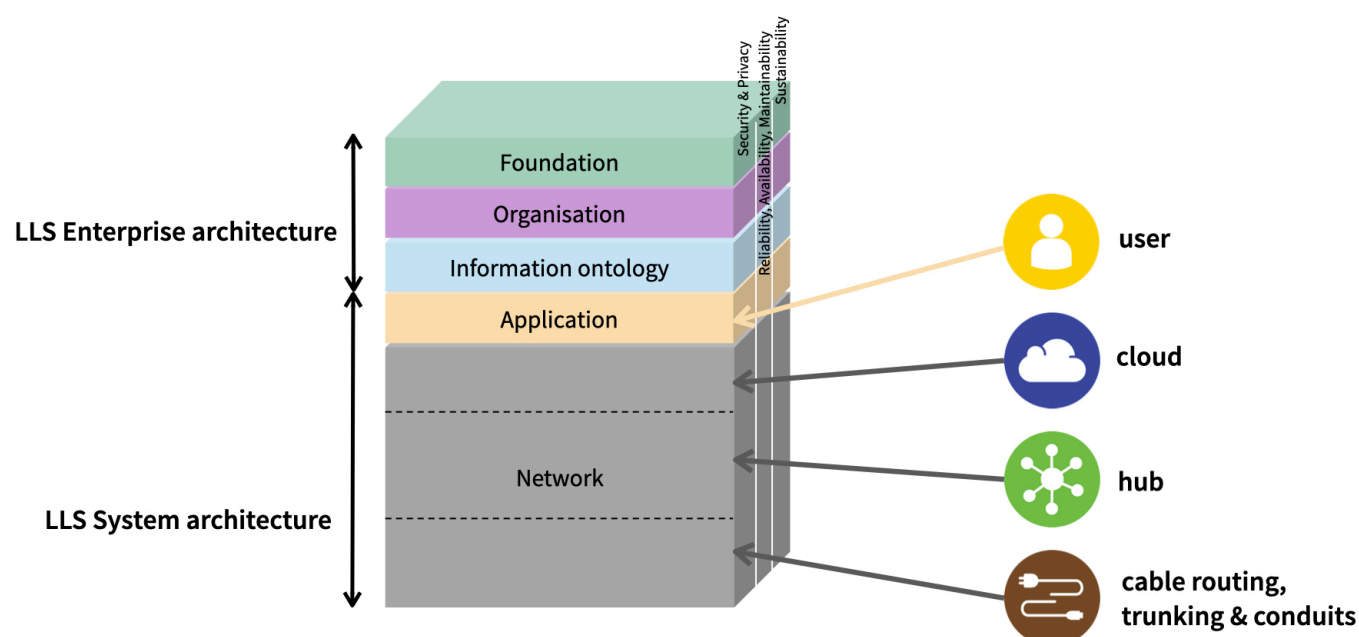 Security & Privacy
Reliability, Availability, Maintainability
Sustainability
Foundation
Organisation
Information ontology
Application
Network
LLS Enterprise architecture
LLS System architecture
user
cloud
hub
cable routing,
trunking & conduits